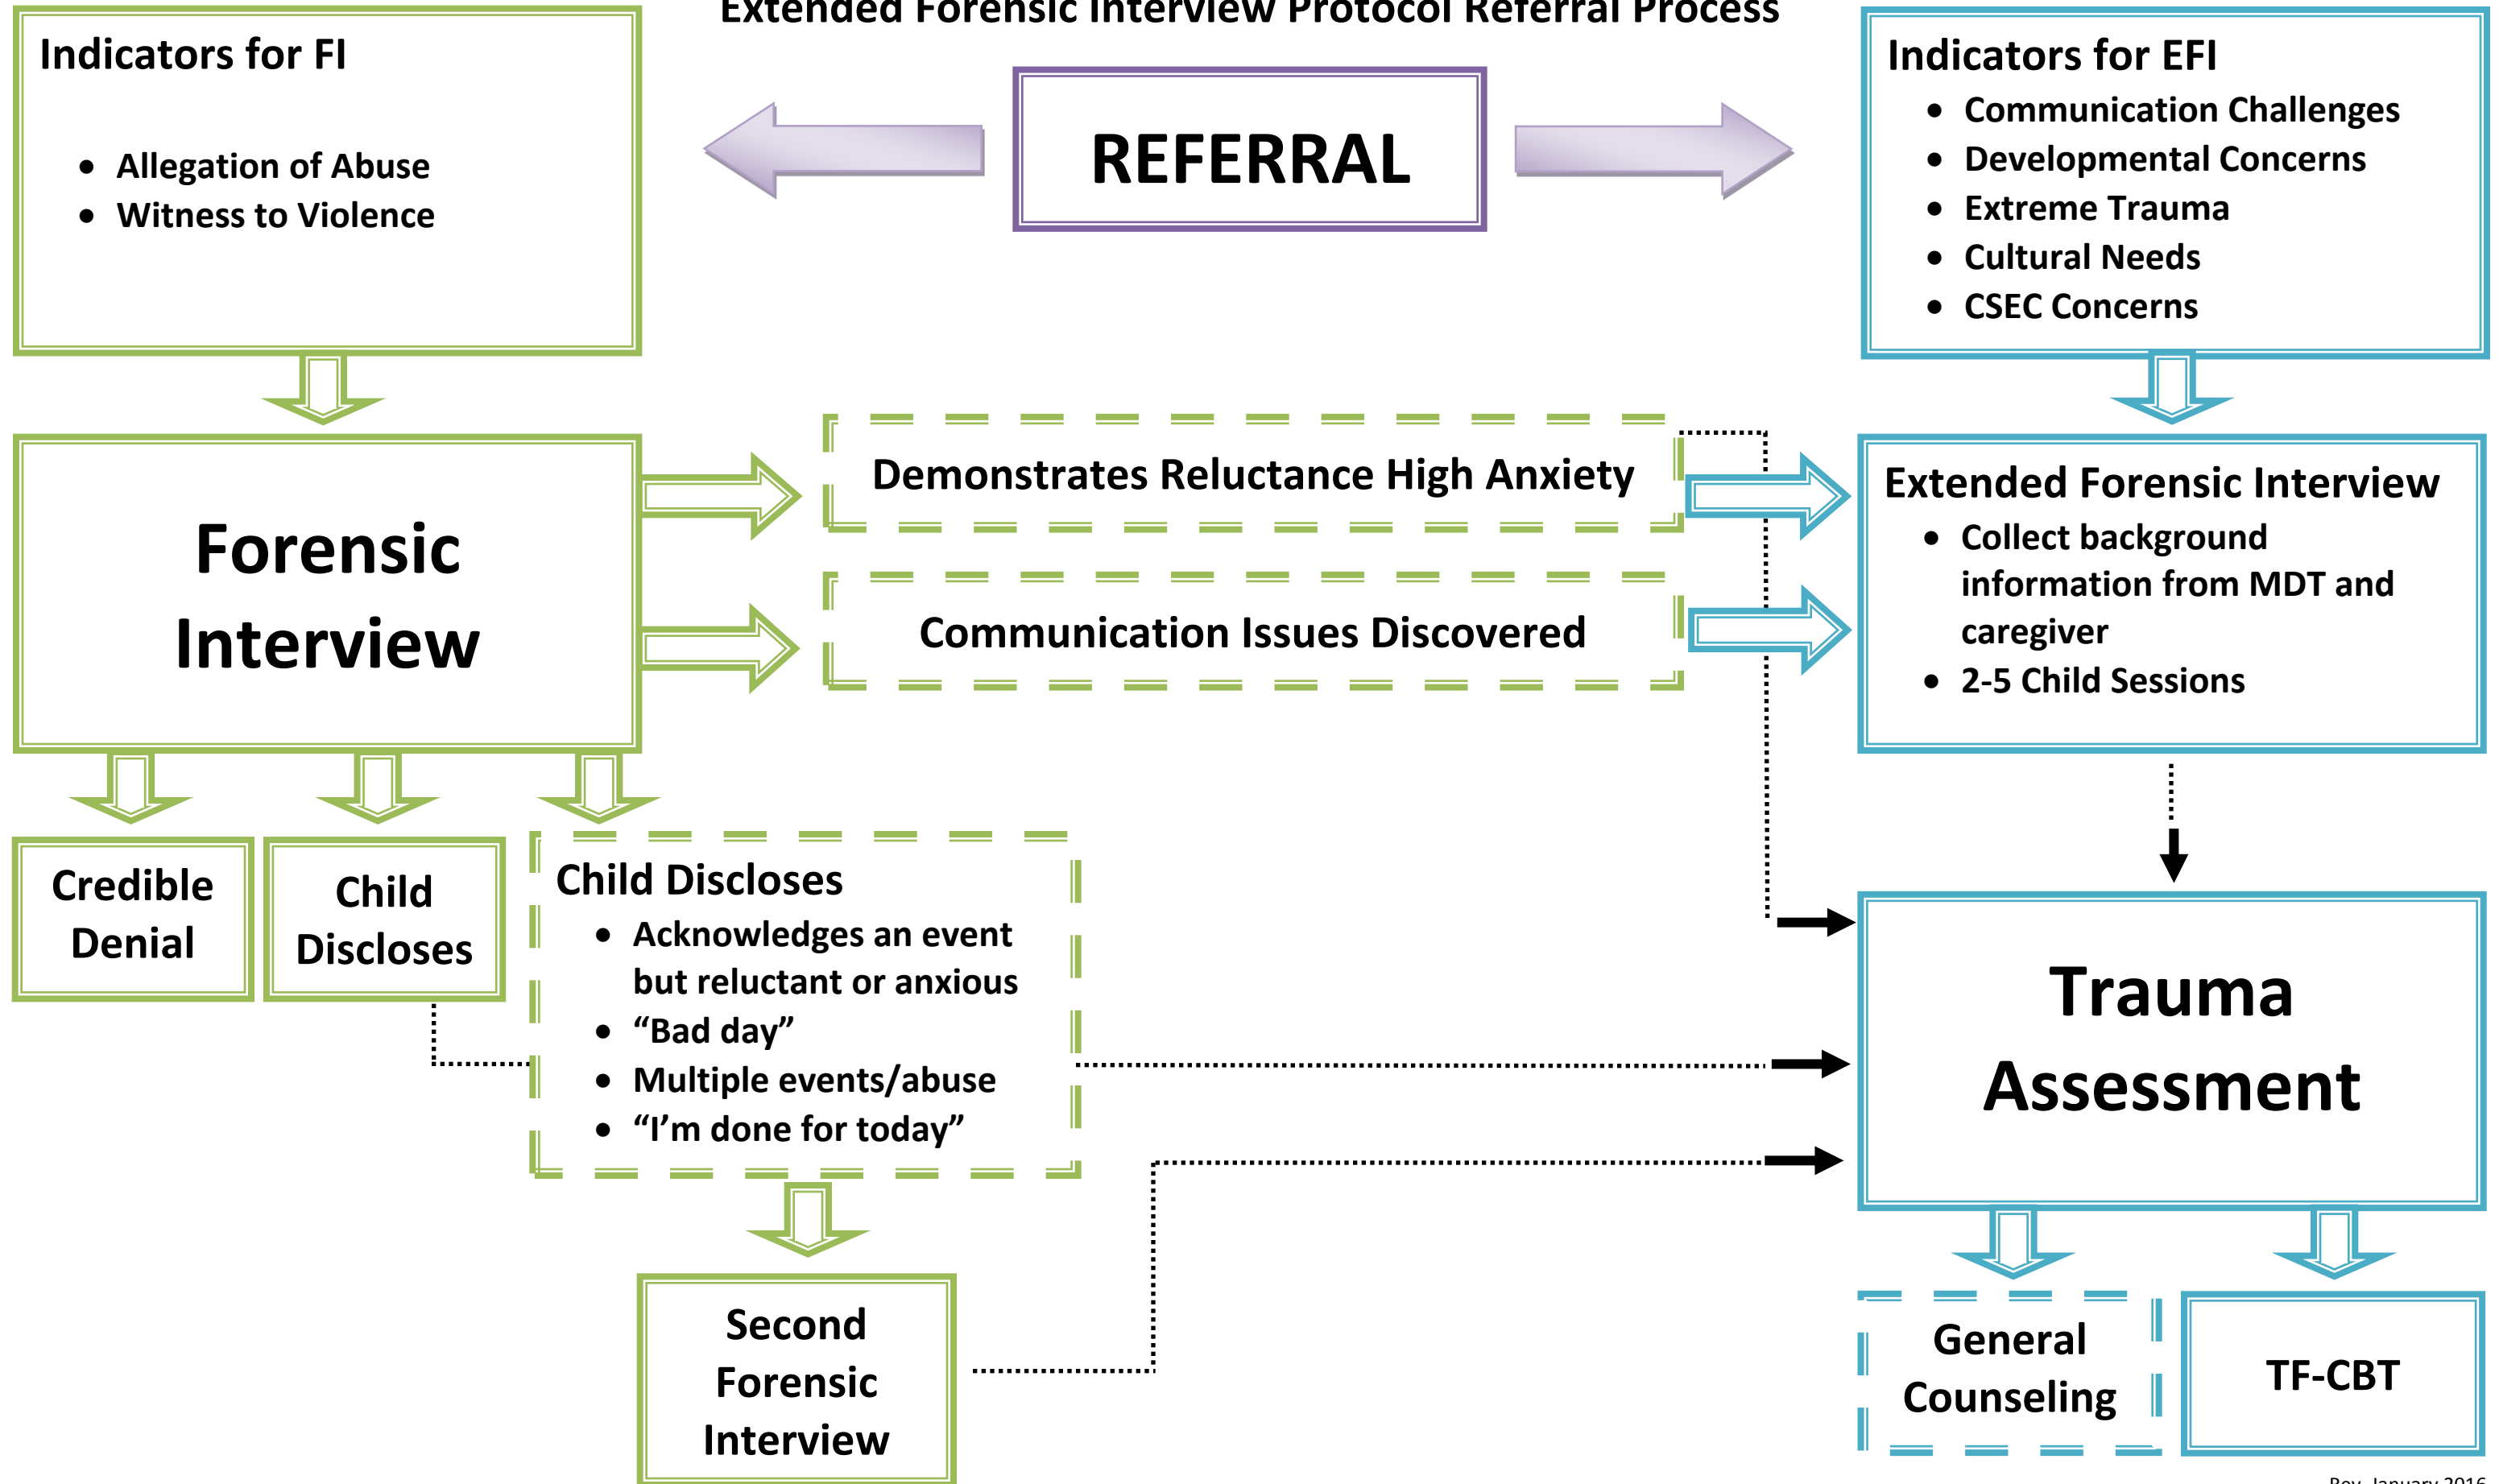 Extended Forensic Interview Protocol Referral Process
Indicators for FI
• Allegation of Abuse
• Witness to Violence
REFERRAL
Indicators for EFI
• Communication Challenges
• Developmental Concerns
• Extreme Trauma
• Cultural Needs
• CSEC Concerns
Forensic
Interview
Demonstrates Reluctance High Anxiety
Communication Issues Discovered
Extended Forensic Interview
• Collect background
information from MDT and
caregiver
• 2-5 Child Sessions
Credible
Denial
Child
Discloses
Child Discloses
• Acknowledges an event
but reluctant or anxious
• “Bad day”
• Multiple events/abuse
• “I’m done for today”
Trauma
Assessment
Second
Forensic
Interview
General
Counseling
TF-CBT
Rev. January 2016